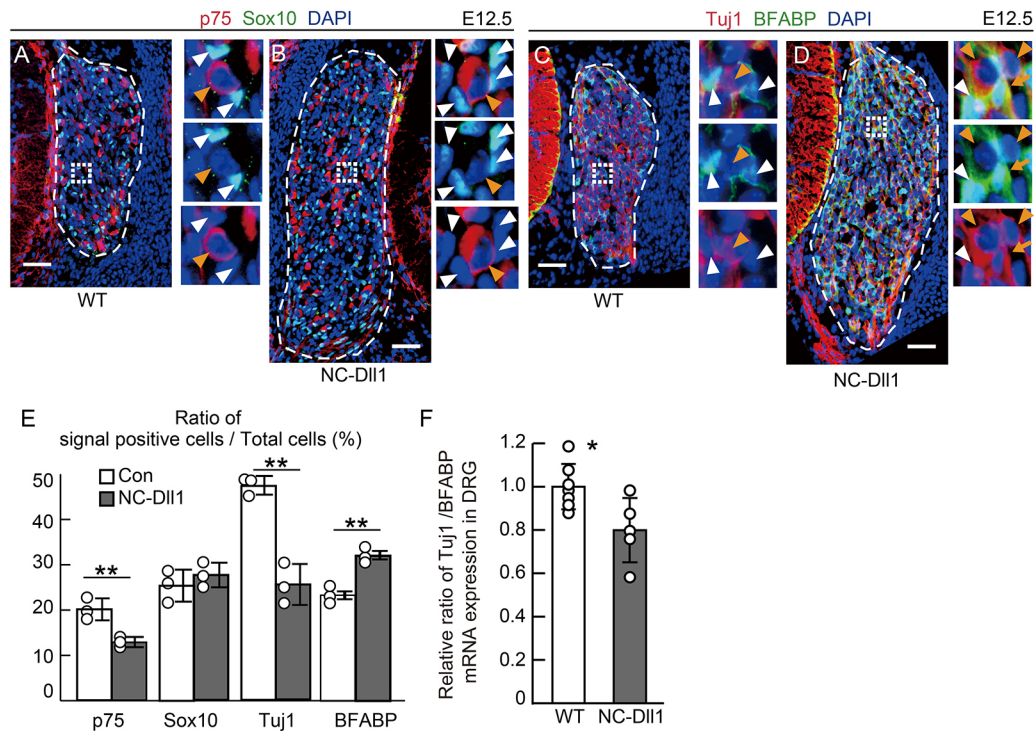 p75 Sox10 DAPI E12.5
Tuj1 BFABP DAPI E12.5
A
B
C
D
WT
NC-Dll1
WT
NC-Dll1
E
Ratio of
signal positive cells / Total cells (%)
Con
NC-Dll1
50
40
30
20
10
0
**
**
**
p75
Sox10
Tuj1
BFABP
F
Relative ratio of Tuj1 /BFABP
mRNA expression in DRG
1.2
1.0
0.8
0.6
0.4
0.2
0
*
WT
NC-Dll1